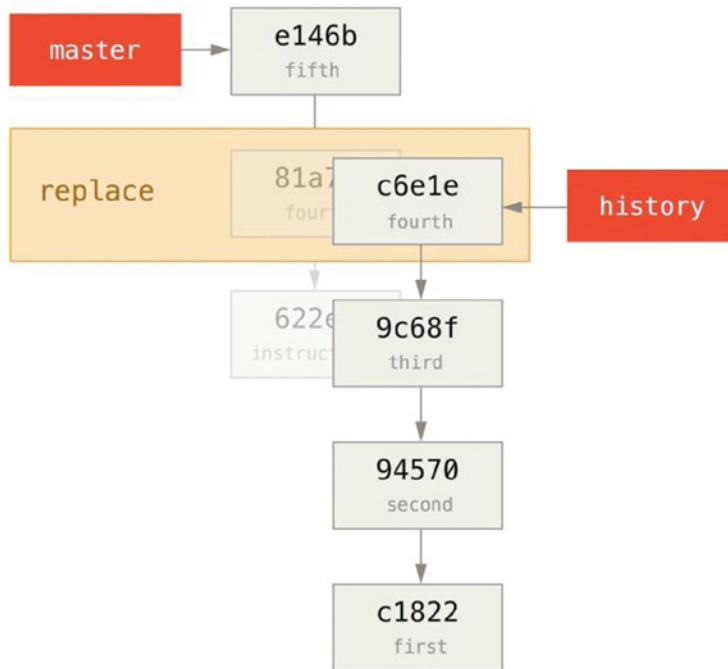 master
e146b
fifth
replace
c6e1e
fourth
history
9c68f
third
94570
second
c1822
first